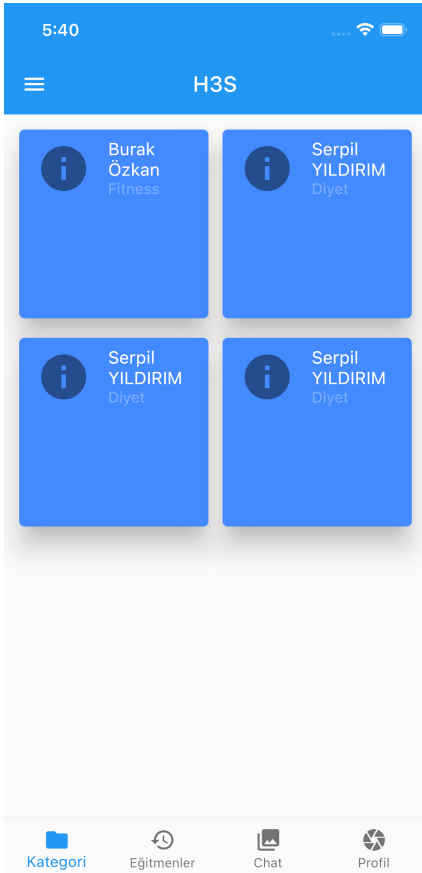 5:40
H3S
Burak
Özkan
Fitness
Serpil
YILDIRIM
Diyet
Serpil
YILDIRIM
Diyet
Serpil
YILDIRIM
Diyet
Kategori
Eğitmenler
Chat
Profil